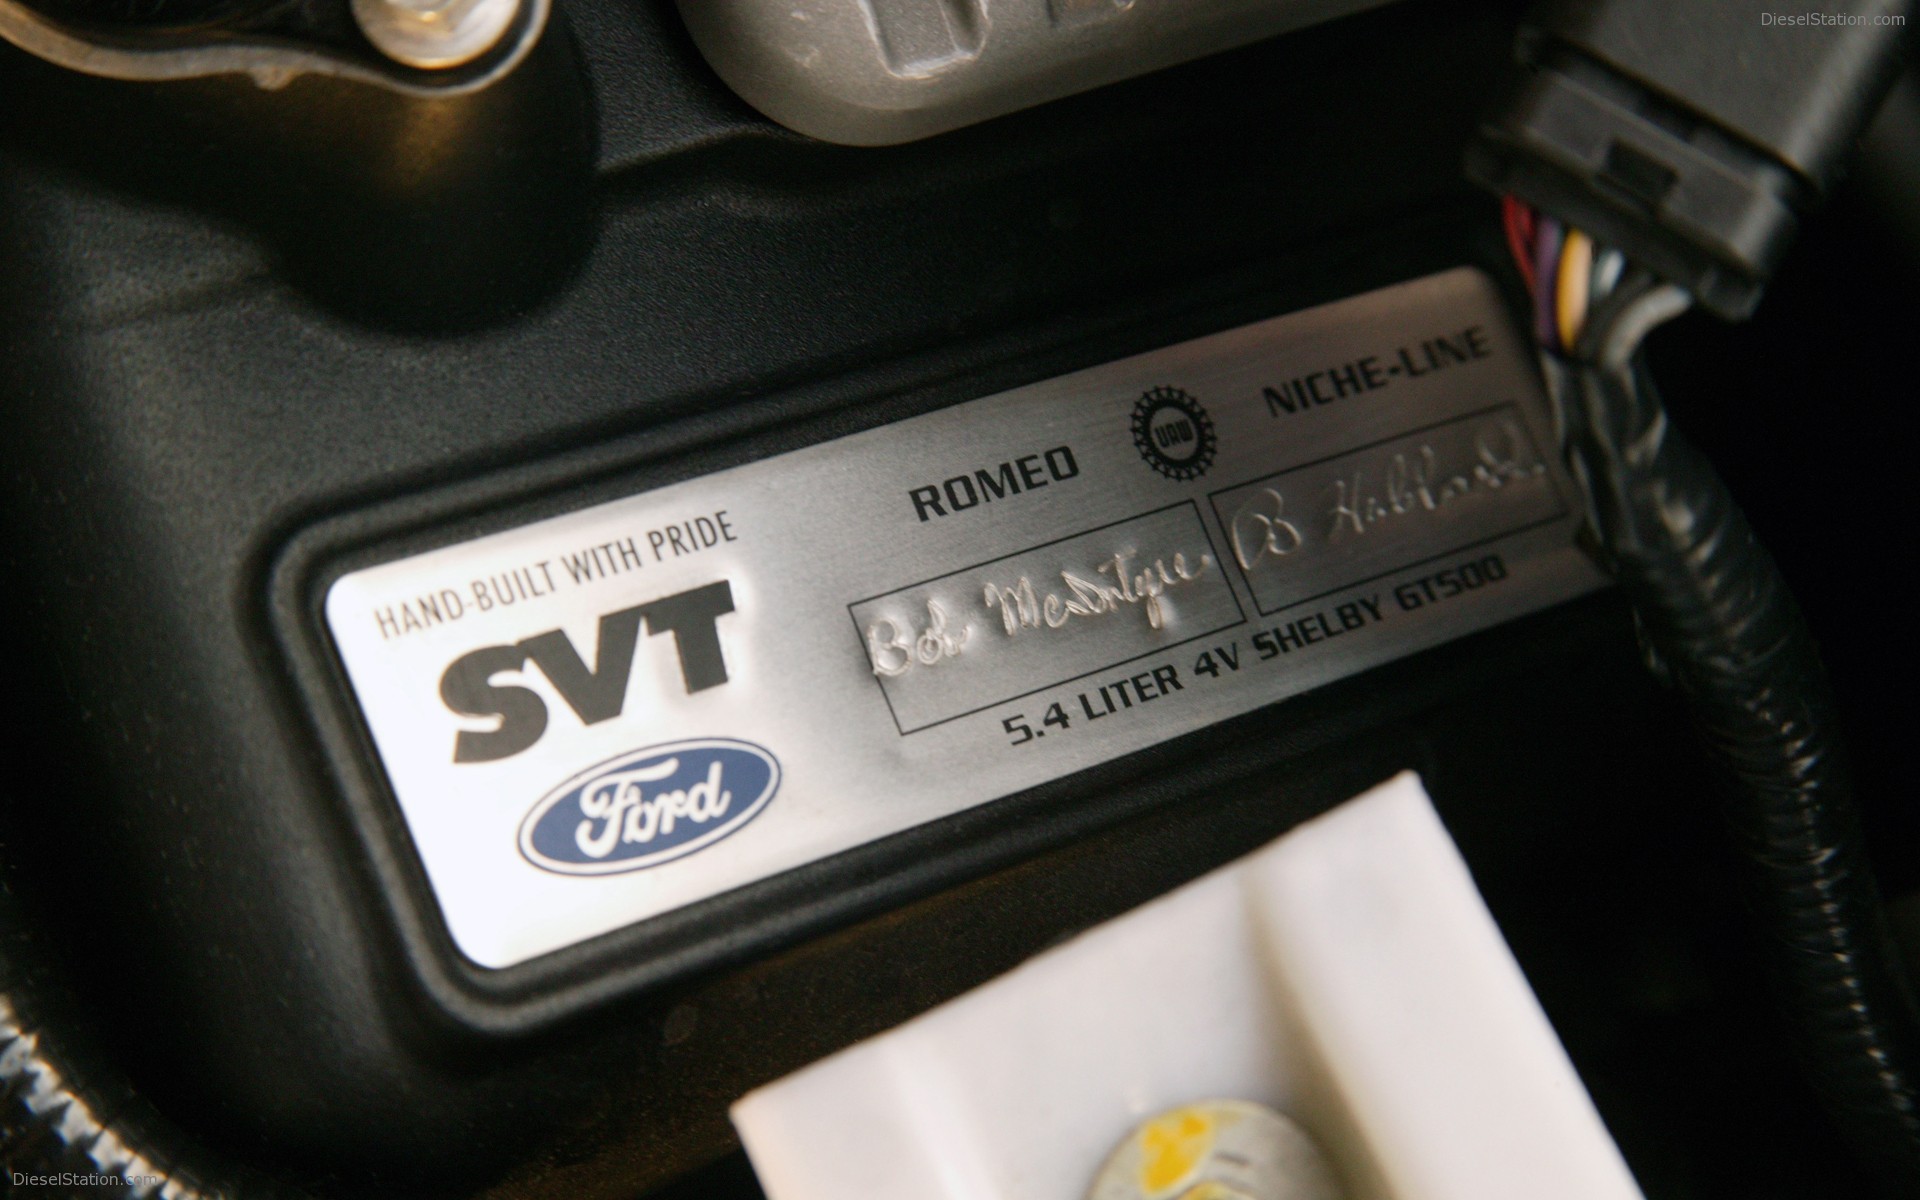 DieselStation.com
HAND-BUILT WITH PRIDE
SVT
Ford
ROMEO
UAW
NICHE-LINE
Bob McIntyre
B
5.4 LITER 4V SHELBY GT500
DieselStation.com